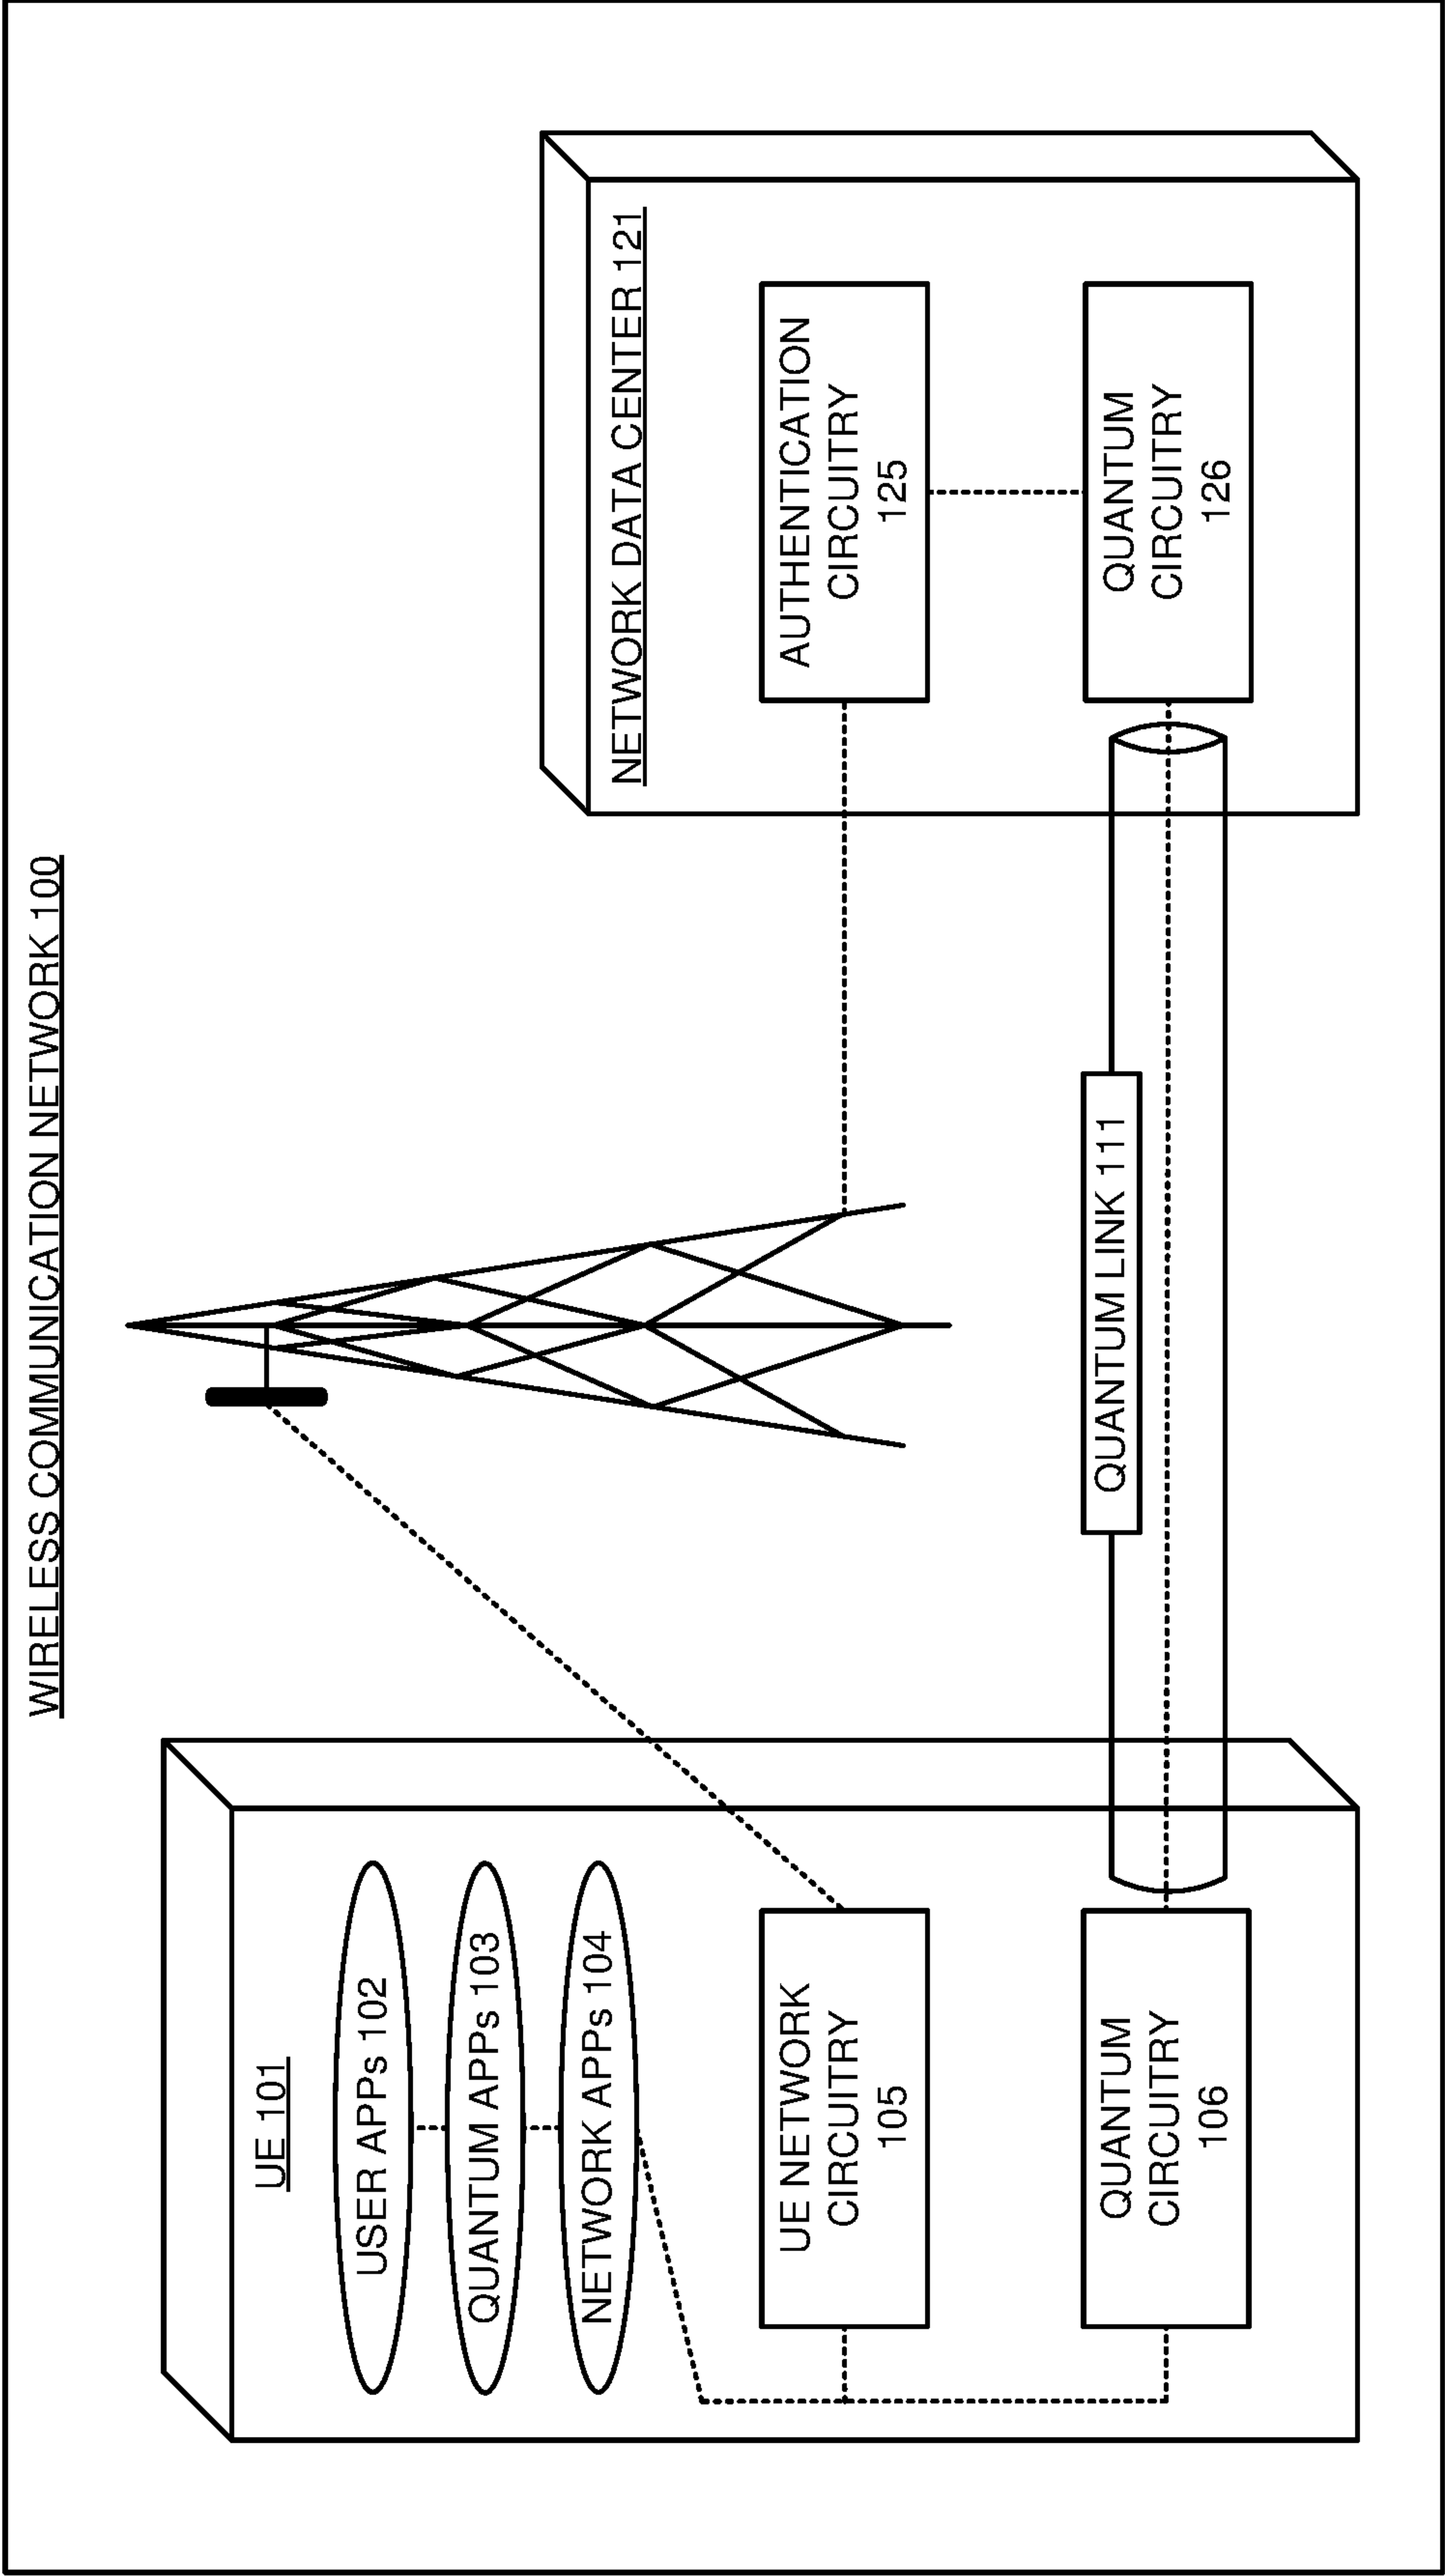 WIRELESS COMMUNICATION NETWORK 100
UE 101
USER APPs 102
QUANTUM APPs 103
NETWORK APPs 104
UE NETWORK
CIRCUITRY
105
QUANTUM
CIRCUITRY
106
QUANTUM LINK 111
NETWORK DATA CENTER 121
AUTHENTICATION
CIRCUITRY
125
QUANTUM
CIRCUITRY
126